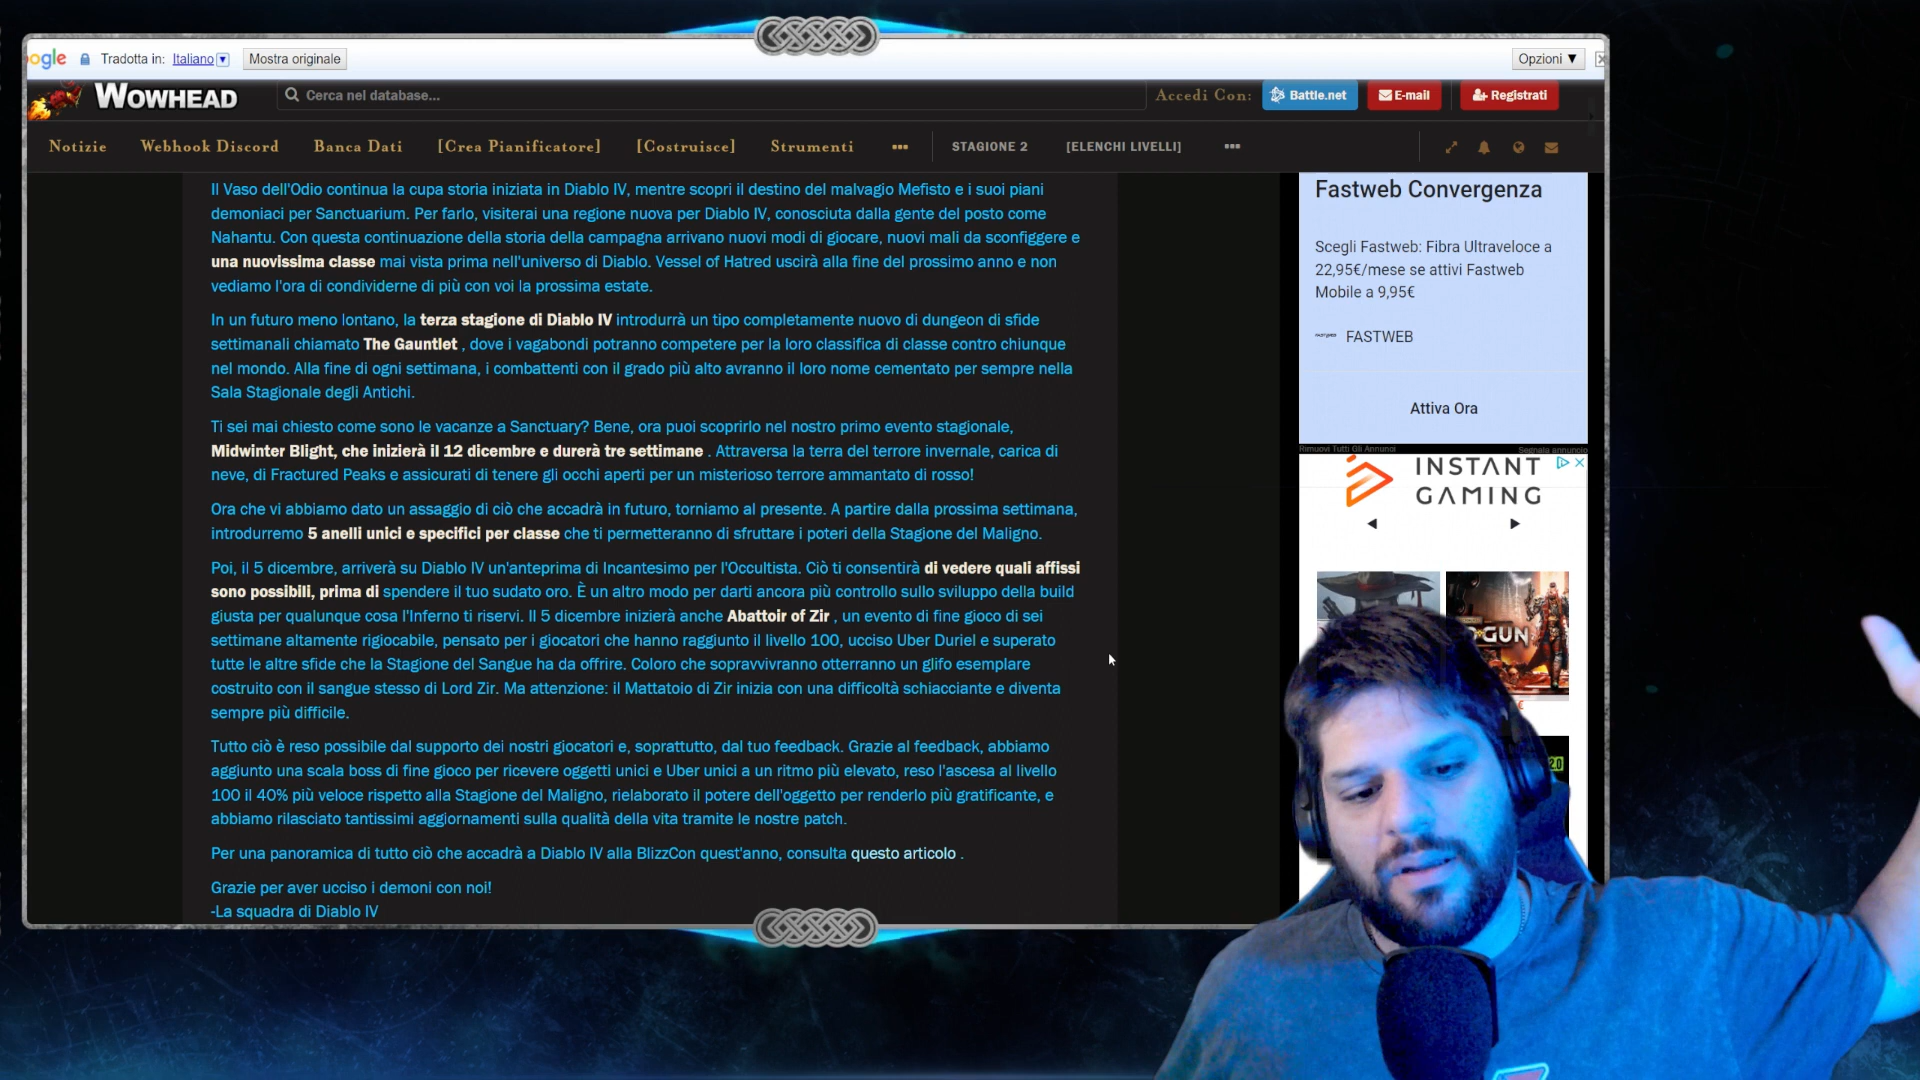 ogle Tradotta in: Italiano Mostra originale Opzioni ▼
WOWHEAD Cerca nel database... Accedi Con: Battle.net E-mail Registrati
Notizie Webhook Discord Banca Dati [Crea Pianificatore] [Costruisce] Strumenti ••• STAGIONE 2 [ELENCHI LIVELLI] •••
Il Vaso dell'Odio continua la cupa storia iniziata in Diablo IV, mentre scopri il destino del malvagio Mefisto e i suoi piani
demoniaci per Sanctuarium. Per farlo, visiterai una regione nuova per Diablo IV, conosciuta dalla gente del posto come
Nahantu. Con questa continuazione della storia della campagna arrivano nuovi modi di giocare, nuovi mali da sconfiggere e
una nuovissima classe mai vista prima nell'universo di Diablo. Vessel of Hatred uscirà alla fine del prossimo anno e non
vediamo l'ora di condividerne di più con voi la prossima estate.
In un futuro meno lontano, la terza stagione di Diablo IV introdurrà un tipo completamente nuovo di dungeon di sfide
settimanali chiamato The Gauntlet , dove i vagabondi potranno competere per la loro classifica di classe contro chiunque
nel mondo. Alla fine di ogni settimana, i combattenti con il grado più alto avranno il loro nome cementato per sempre nella
Sala Stagionale degli Antichi.
Ti sei mai chiesto come sono le vacanze a Sanctuary? Bene, ora puoi scoprirlo nel nostro primo evento stagionale,
Midwinter Blight, che inizierà il 12 dicembre e durerà tre settimane . Attraversa la terra del terrore invernale, carica di
neve, di Fractured Peaks e assicurati di tenere gli occhi aperti per un misterioso terrore ammantato di rosso!
Ora che vi abbiamo dato un assaggio di ciò che accadrà in futuro, torniamo al presente. A partire dalla prossima settimana,
introdurremo 5 anelli unici e specifici per classe che ti permetteranno di sfruttare i poteri della Stagione del Maligno.
Poi, il 5 dicembre, arriverà su Diablo IV un'anteprima di Incantesimo per l'Occultista. Ciò ti consentirà di vedere quali affissi
sono possibili, prima di spendere il tuo sudato oro. È un altro modo per darti ancora più controllo sullo sviluppo della build
giusta per qualunque cosa l'Inferno ti riservi. Il 5 dicembre inizierà anche Abattoir of Zir , un evento di fine gioco di sei
settimane altamente rigiocabile, pensato per i giocatori che hanno raggiunto il livello 100, ucciso Uber Duriel e superato
tutte le altre sfide che la Stagione del Sangue ha da offrire. Coloro che sopravvivranno otterranno un glifo esemplare
costruito con il sangue stesso di Lord Zir. Ma attenzione: il Mattatoio di Zir inizia con una difficoltà schiacciante e diventa
sempre più difficile.
Tutto ciò è reso possibile dal supporto dei nostri giocatori e, soprattutto, dal tuo feedback. Grazie al feedback, abbiamo
aggiunto una scala boss di fine gioco per ricevere oggetti unici e Uber unici a un ritmo più elevato, reso l'ascesa al livello
100 il 40% più veloce rispetto alla Stagione del Maligno, rielaborato il potere dell'oggetto per renderlo più gratificante, e
abbiamo rilasciato tantissimi aggiornamenti sulla qualità della vita tramite le nostre patch.
Per una panoramica di tutto ciò che accadrà a Diablo IV alla BlizzCon quest'anno, consulta questo articolo .
Grazie per aver ucciso i demoni con noi!
-La squadra di Diablo IV
Fastweb Convergenza
Scegli Fastweb: Fibra Ultraveloce a
22,95€/mese se attivi Fastweb
Mobile a 9,95€
FASTWEB
Attiva Ora
Rimuovi Tutti Gli Annunci Segnala annuncio
INSTANT
GAMING
GUN
€
20